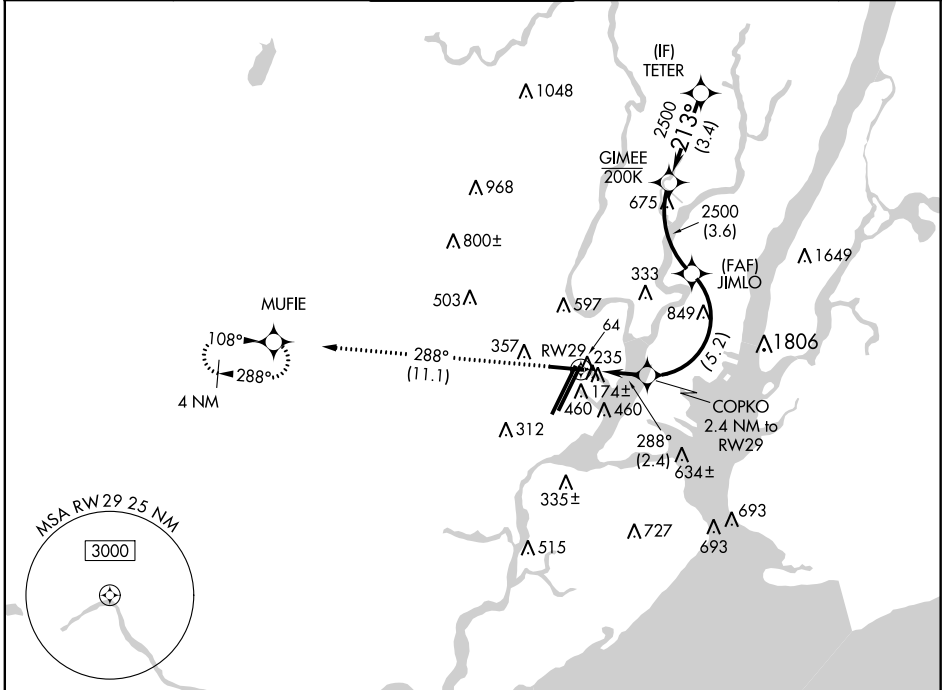 (IF)
TETER
1048
2500
213°
(3.4)
GIMEE
200K
968
675
2500
(3.6)
800±
1649
(FAF)
JIMLO
333
503
597
MUFIE
849
64
1806
108°
357
RW29
235
288°
(11.1)
(5.2)
288°
174±
4 NM
460
460
COPKO
2.4 NM to
RW29
312
288°
(2.4)
634±
335±
MSA RW29 25 NM
693
727
693
3000
515